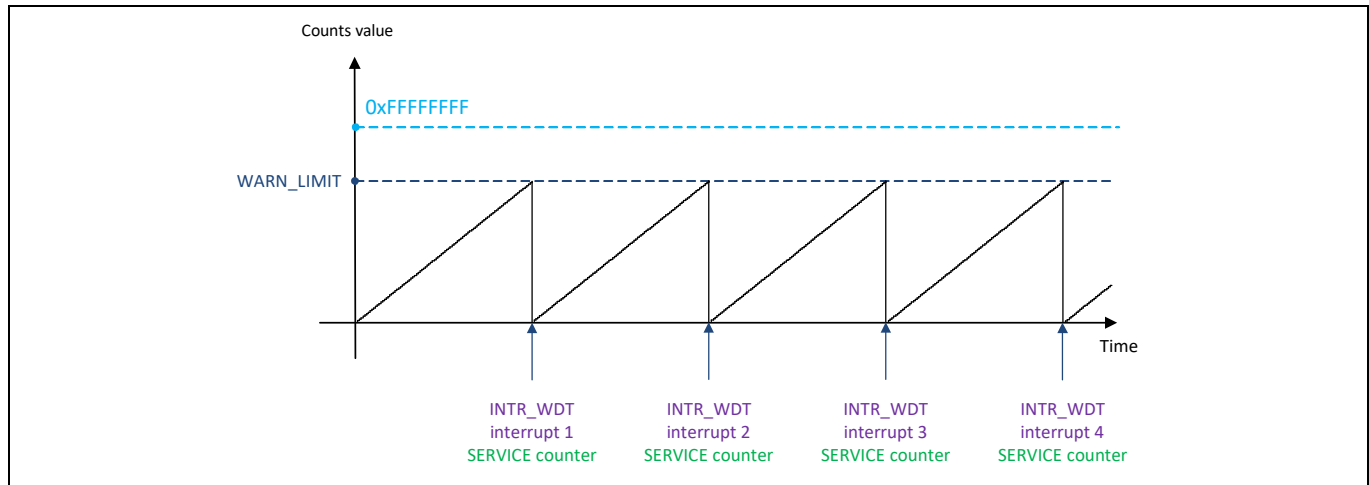 Counts value
0xFFFFFFFF
WARN_LIMIT
Time
INTR_WDT
interrupt 1
SERVICE counter
INTR_WDT
interrupt 2
SERVICE counter
INTR_WDT
interrupt 3
SERVICE counter
INTR_WDT
interrupt 4
SERVICE counter